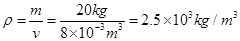 ρ = m/v = 20kg / 8×10⁻³m³ = 2.5×10³kg / m³